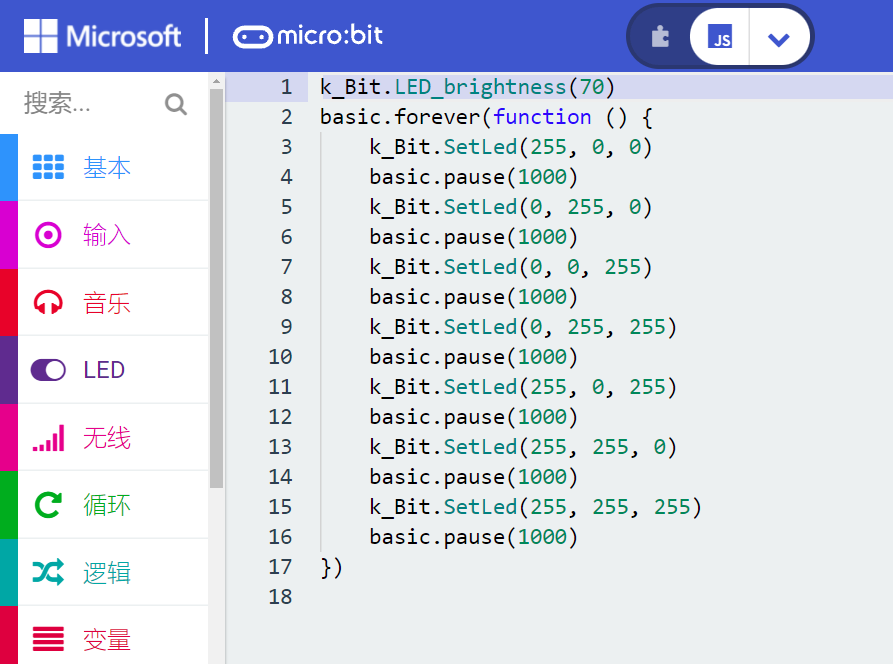 Microsoft micro:bit
JS
搜索...
基本
输入
音乐
LED
无线
循环
逻辑
变量
1 k_Bit.LED_brightness(70)
2 basic.forever(function () {
3     k_Bit.SetLed(255, 0, 0)
4     basic.pause(1000)
5     k_Bit.SetLed(0, 255, 0)
6     basic.pause(1000)
7     k_Bit.SetLed(0, 0, 255)
8     basic.pause(1000)
9     k_Bit.SetLed(0, 255, 255)
10     basic.pause(1000)
11     k_Bit.SetLed(255, 0, 255)
12     basic.pause(1000)
13     k_Bit.SetLed(255, 255, 0)
14     basic.pause(1000)
15     k_Bit.SetLed(255, 255, 255)
16     basic.pause(1000)
17 })
18